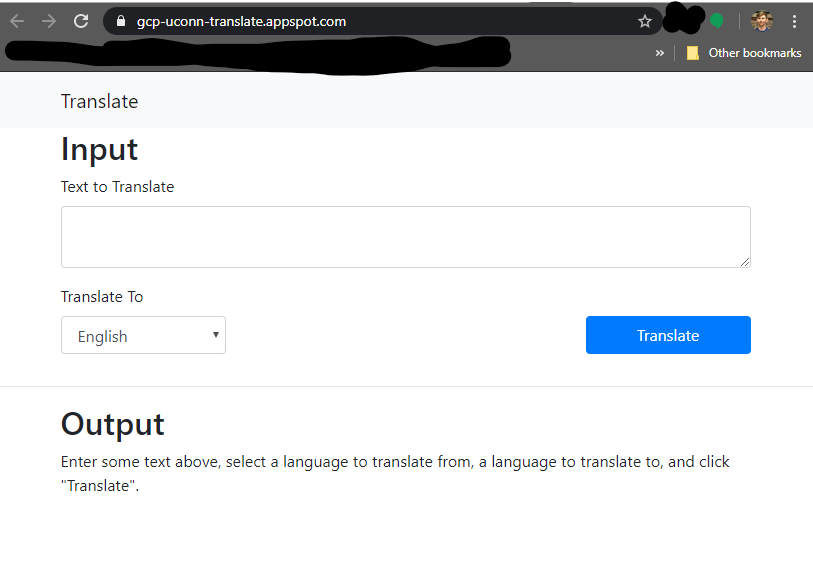 gcp-uconn-translate.appspot.com
» Other bookmarks
Translate
Input
Text to Translate
Translate To
English Translate
Output
Enter some text above, select a language to translate from, a language to translate to, and click
"Translate".